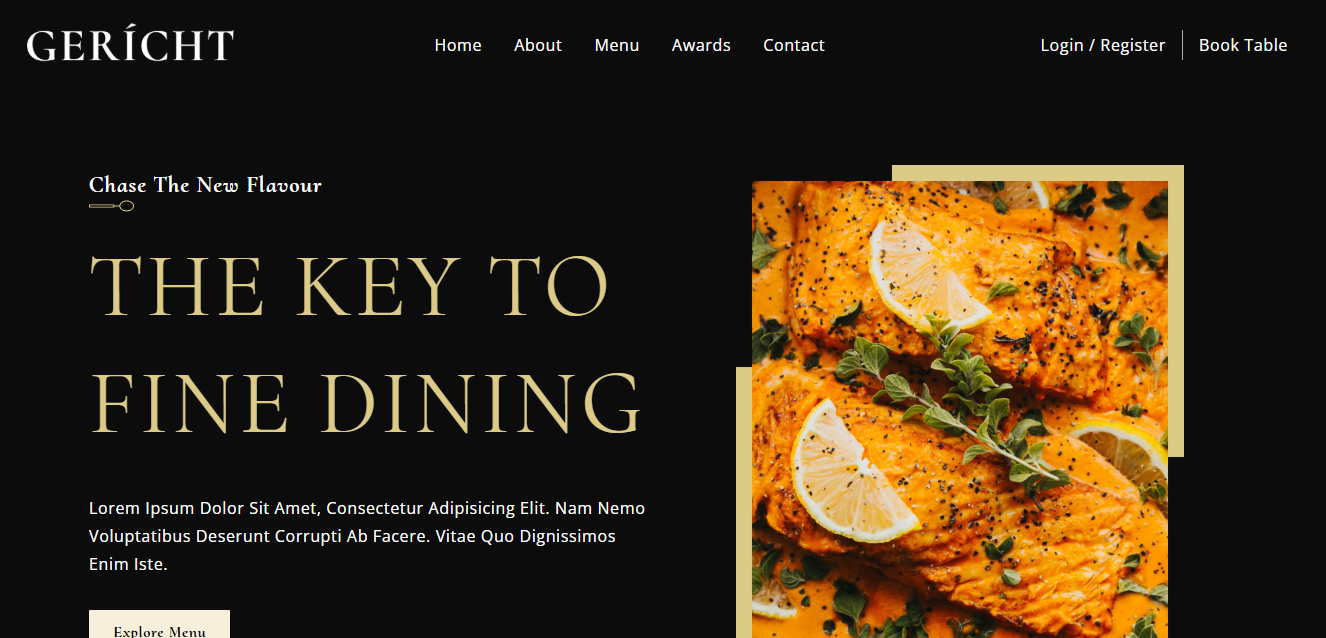 GERÍCHT
Home
About
Menu
Awards
Contact
Login / Register
Book Table
Chase The New Flavour
THE KEY TO
FINE DINING
Lorem Ipsum Dolor Sit Amet, Consectetur Adipisicing Elit. Nam Nemo
Voluptatibus Deserunt Corrupti Ab Facere. Vitae Quo Dignissimos
Enim Iste.
Explore Menu